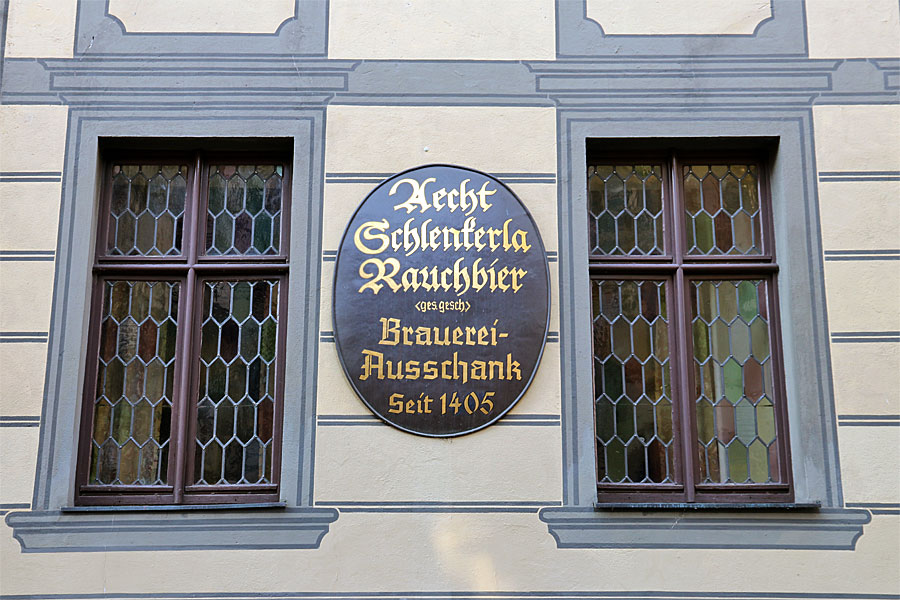 Aecht
Schlenkerla
Rauchbier
<ges. gesch>
Brauerei-
Ausschank
Seit 1405